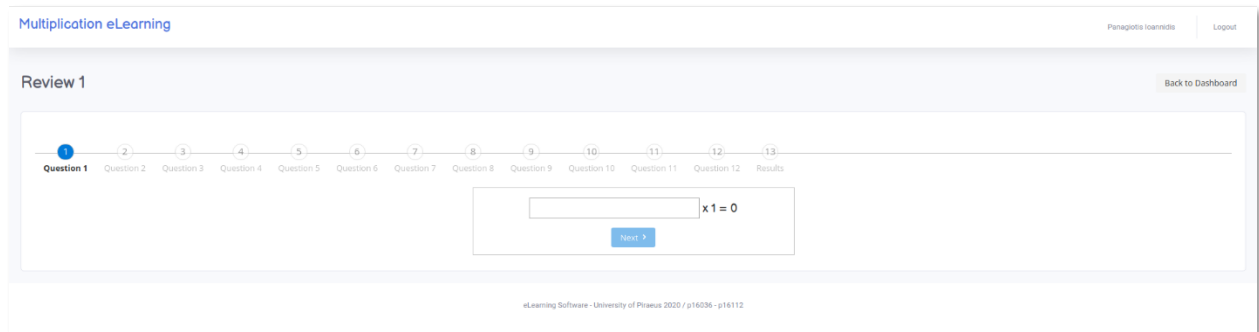 Multiplication eLearning
Panagiotis Ioannidis Logout
Review 1
Back to Dashboard
1 2 3 4 5 6 7 8 9 10 11 12 13
Question 1 Question 2 Question 3 Question 4 Question 5 Question 6 Question 7 Question 8 Question 9 Question 10 Question 11 Question 12 Results
x 1 = 0
Next >
eLearning Software - University of Piraeus 2020 / p16036 - p16112